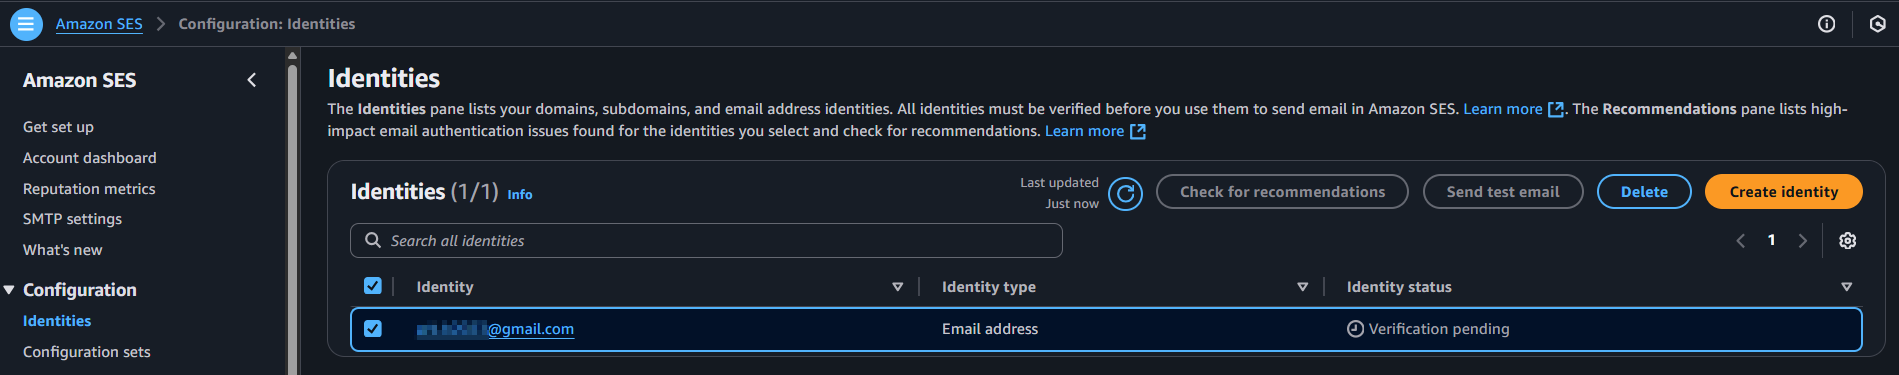 Amazon SES > Configuration: Identities
Amazon SES
Get set up
Account dashboard
Reputation metrics
SMTP settings
What's new
Configuration
Identities
Configuration sets
Identities
The Identities pane lists your domains, subdomains, and email address identities. All identities must be verified before you use them to send email in Amazon SES. Learn more . The Recommendations pane lists high-
impact email authentication issues found for the identities you select and check for recommendations. Learn more
Identities (1/1) Info
Last updated
Just now
Check for recommendations
Send test email
Delete
Create identity
Search all identities
1
Identity Identity type Identity status
@gmail.com Email address Verification pending